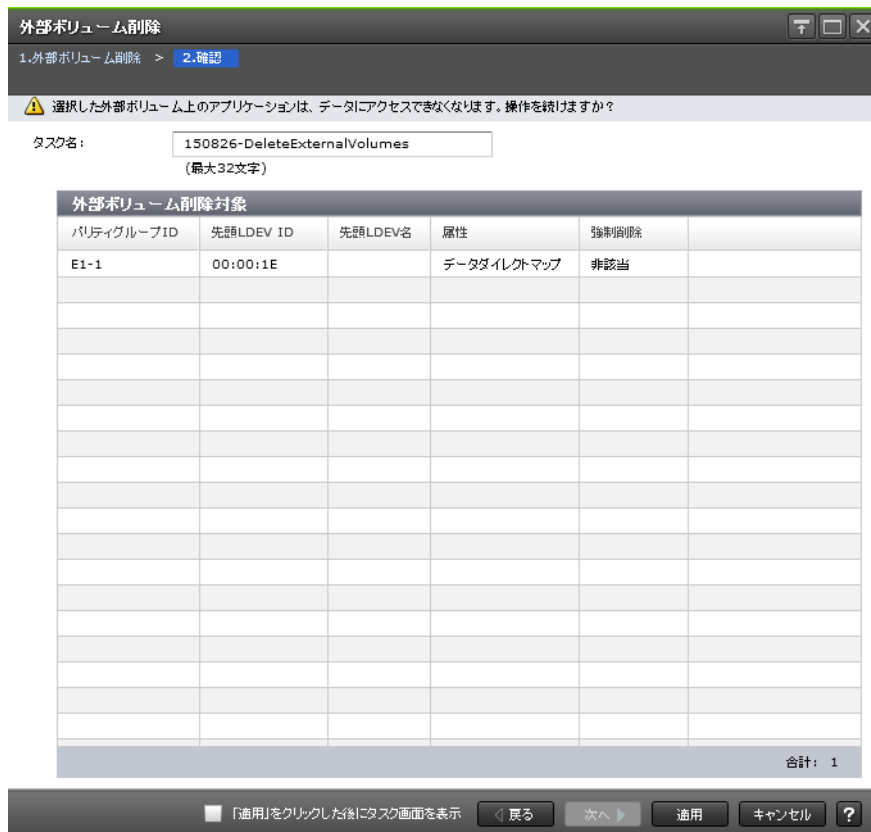 外部ボリューム削除
1.外部ボリューム削除 > 2.確認
選択した外部ボリューム上のアプリケーションは、データにアクセスできなくなります。操作を続けますか?
タスク名: 150826-DeleteExternalVolumes
(最大32文字)
外部ボリューム削除対象
パリティグループID 先頭LDEV ID 先頭LDEV名 属性 強制削除
E1-1 00:00:1E データダイレクトマップ 非該当
合計: 1
「適用」をクリックした後にタスク画面を表示 戻る 次へ 適用 キャンセル ?